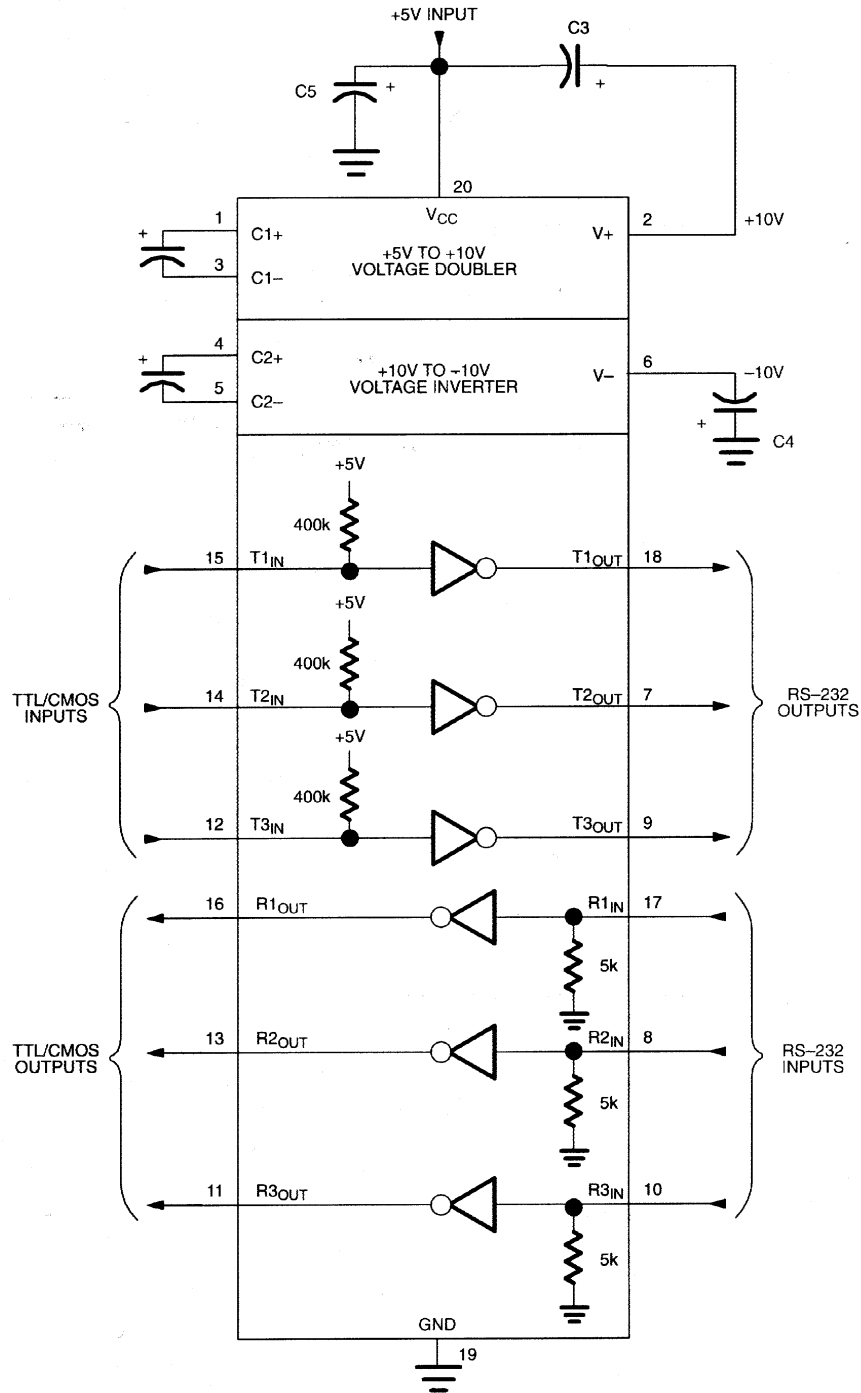 +5V INPUT
C3
C5 +
+
20
VCC
1 C1+
V+ 2 +10V
+
+5V TO +10V
VOLTAGE DOUBLER
3 C1–
4 C2+
+
+10V TO –10V
VOLTAGE INVERTER
V– 6 –10V
5 C2–
+ C4
+5V
400k
15 T1IN T1OUT 18
+5V
400k
TTL/CMOS
INPUTS
14 T2IN T2OUT 7
RS–232
OUTPUTS
+5V
400k
12 T3IN T3OUT 9
16 R1OUT R1IN 17
5k
TTL/CMOS
OUTPUTS
13 R2OUT R2IN 8
RS–232
INPUTS
5k
11 R3OUT R3IN 10
5k
GND
19